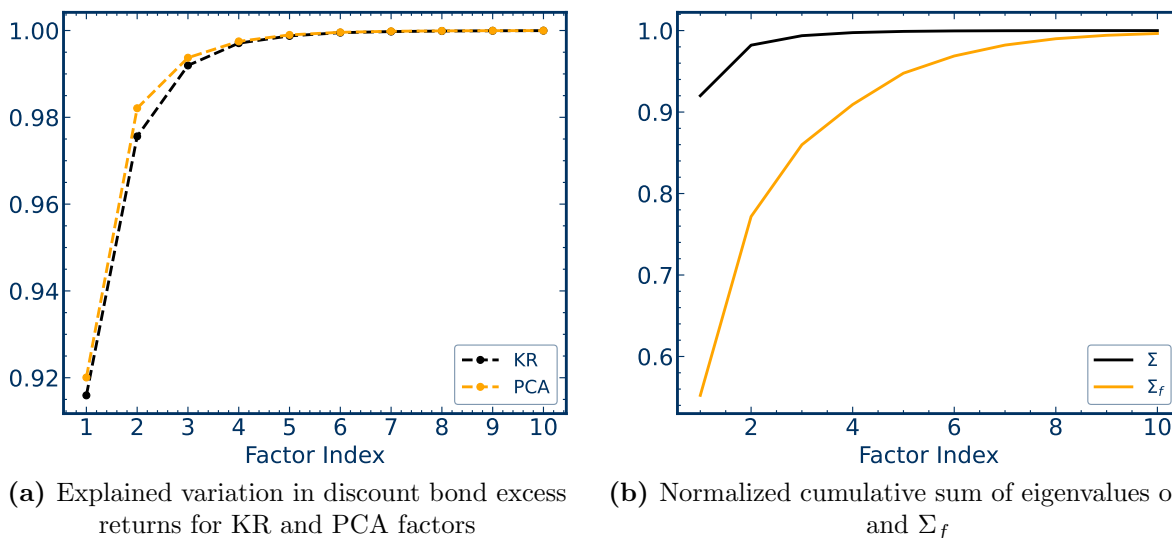 1.00
0.98
0.96
0.94
0.92
KR
PCA
1 2 3 4 5 6 7 8 9 10
Factor Index
(a) Explained variation in discount bond excess
returns for KR and PCA factors
1.0
0.9
0.8
0.7
0.6
Σ
Σ_f
2 4 6 8 10
Factor Index
(b) Normalized cumulative sum of eigenvalues o
and Σ_f